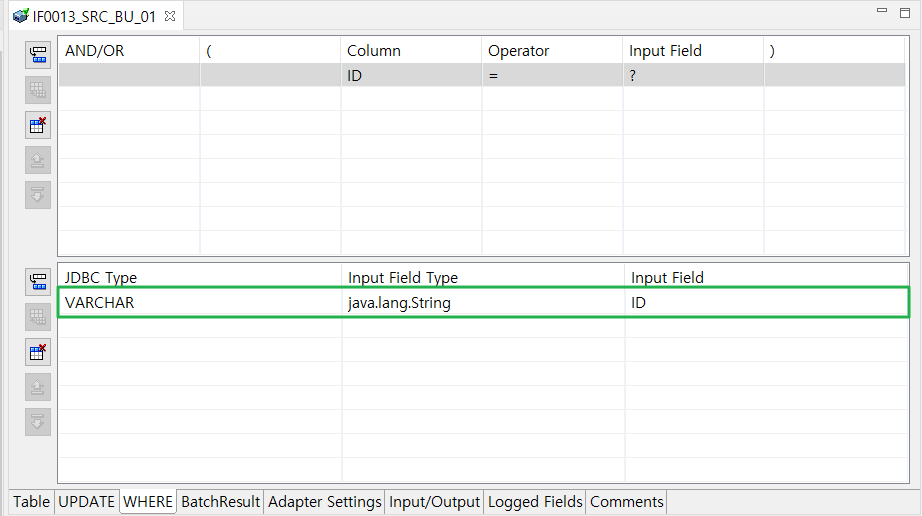 IF0013_SRC_BU_01
AND/OR ( Column Operator Input Field )
ID = ?
JDBC Type Input Field Type Input Field
VARCHAR java.lang.String ID
Table UPDATE WHERE BatchResult Adapter Settings Input/Output Logged Fields Comments